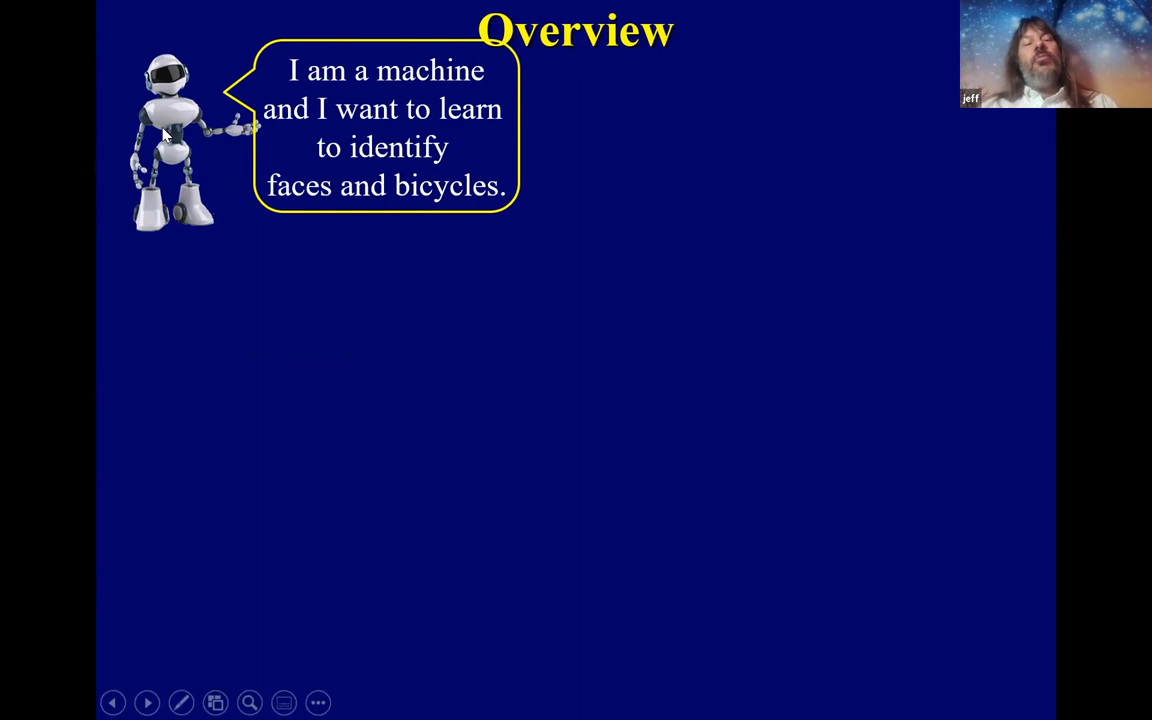 Overview
I am a machine
and I want to learn
to identify
faces and bicycles.
jeff